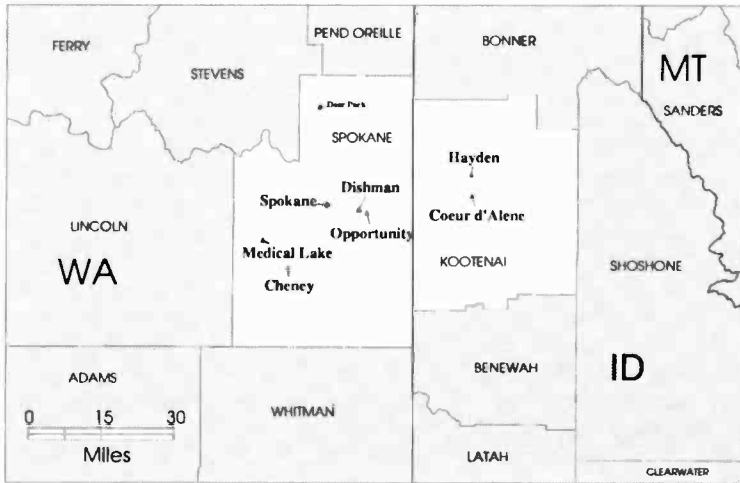 PEND OREILLE
BONNER
FERRY
STEVENS
MT
SANDERS
Deer Park
SPOKANE
Hayden
Dishman
Spokane
Coeur d'Alene
LINCOLN
Opportunity
WA
Medical Lake
KOOTENAI
SHOSHONE
Cheney
ADAMS
BENEWAH
ID
0 15 30
WHITMAN
Miles
LATAH
CLEARWATER